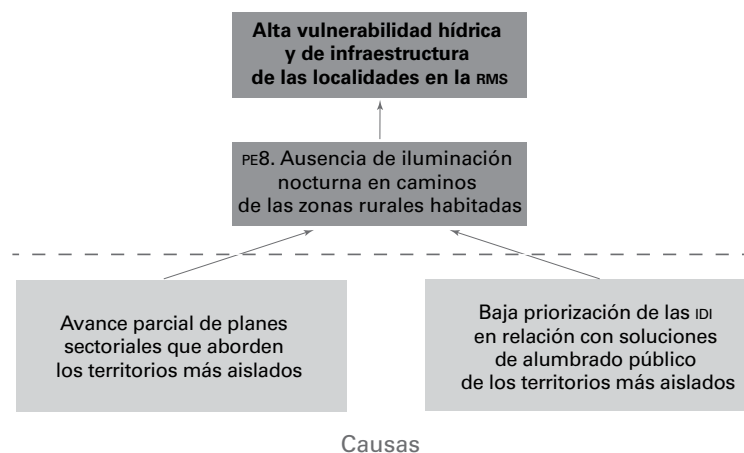 Alta vulnerabilidad hídrica
y de infraestructura
de las localidades en la RMS
PE8. Ausencia de iluminación
nocturna en caminos
de las zonas rurales habitadas
Avance parcial de planes
sectoriales que aborden
los territorios más aislados
Baja priorización de las IDI
en relación con soluciones
de alumbrado público
de los territorios más aislados
Causas